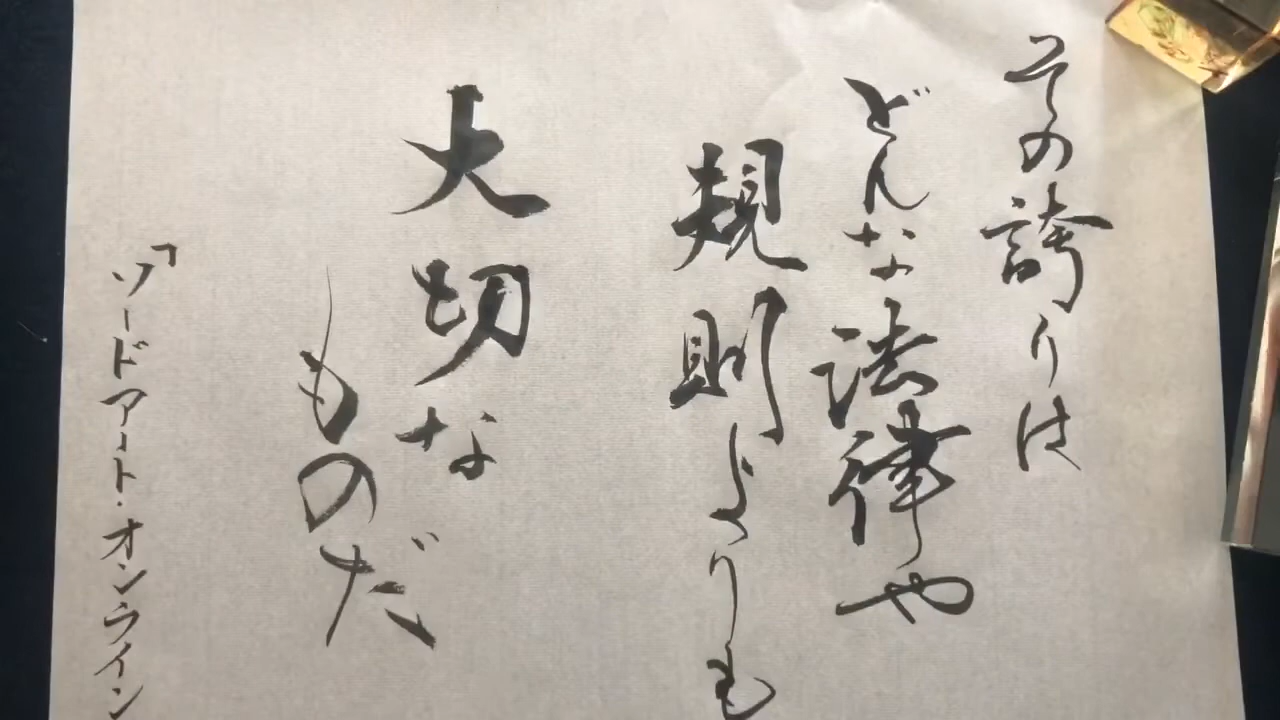 その誇りは
どんな法律や
規則よりも
大切な
ものだ
「ソードアート・オンライン